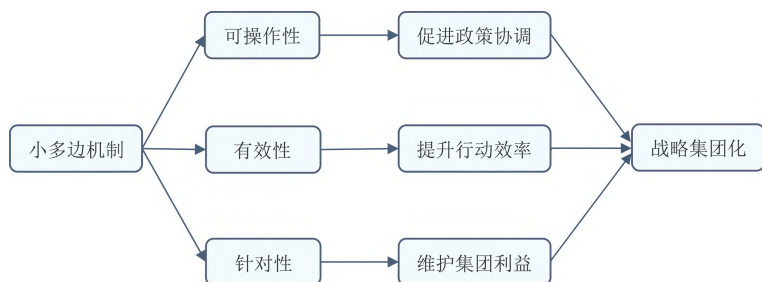 可操作性
促进政策协调
小多边机制
有效性
提升行动效率
战略集团化
针对性
维护集团利益